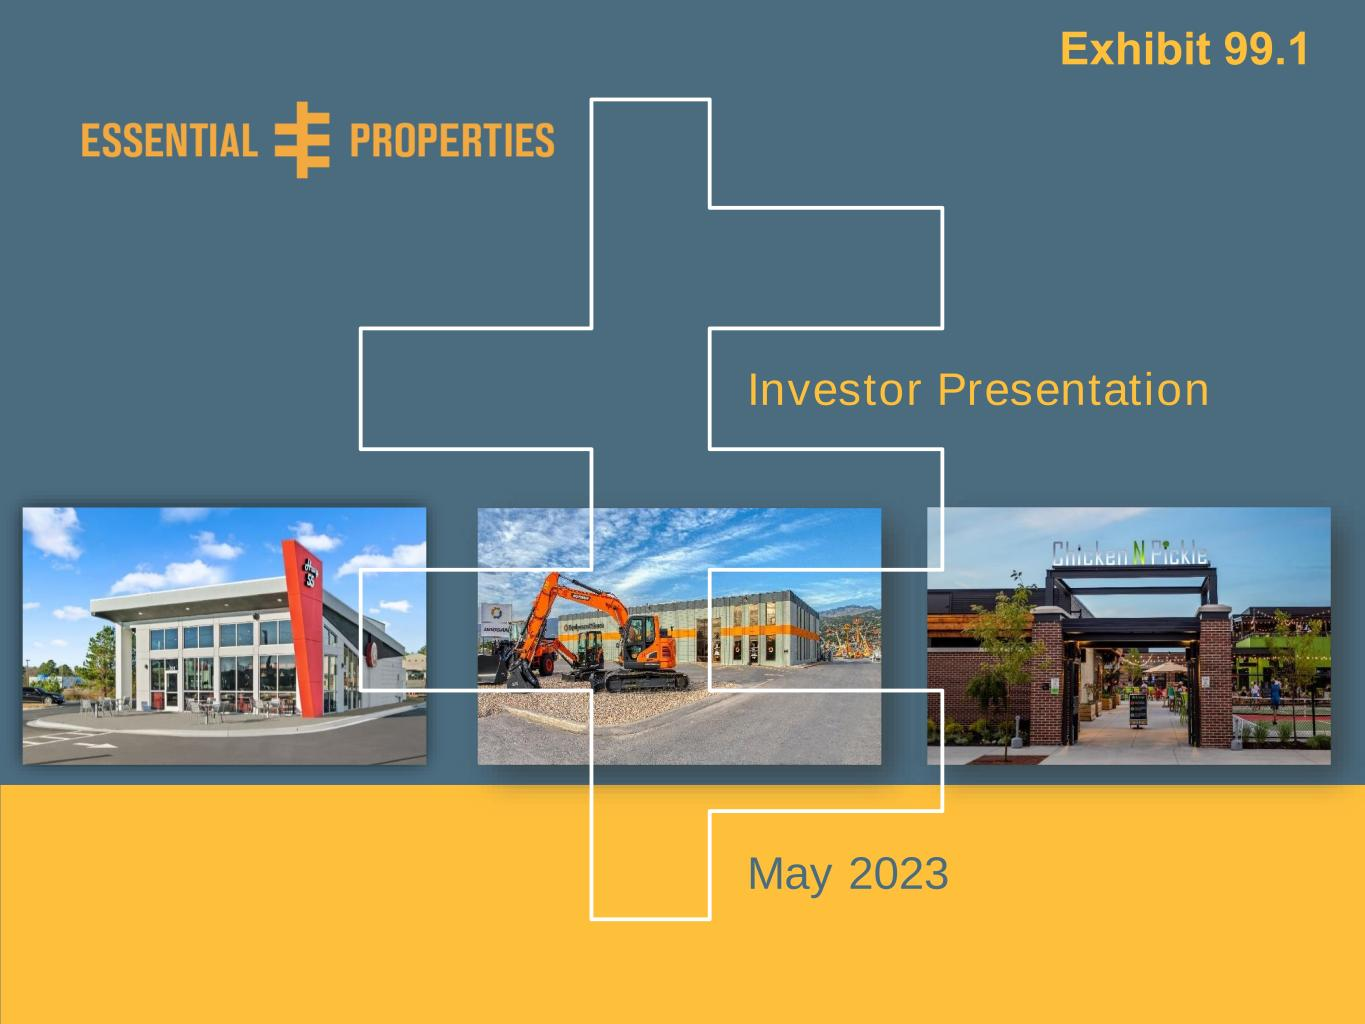 Exhibit 99.1
ESSENTIAL PROPERTIES
Investor Presentation
Chicken N Pickle
May 2023